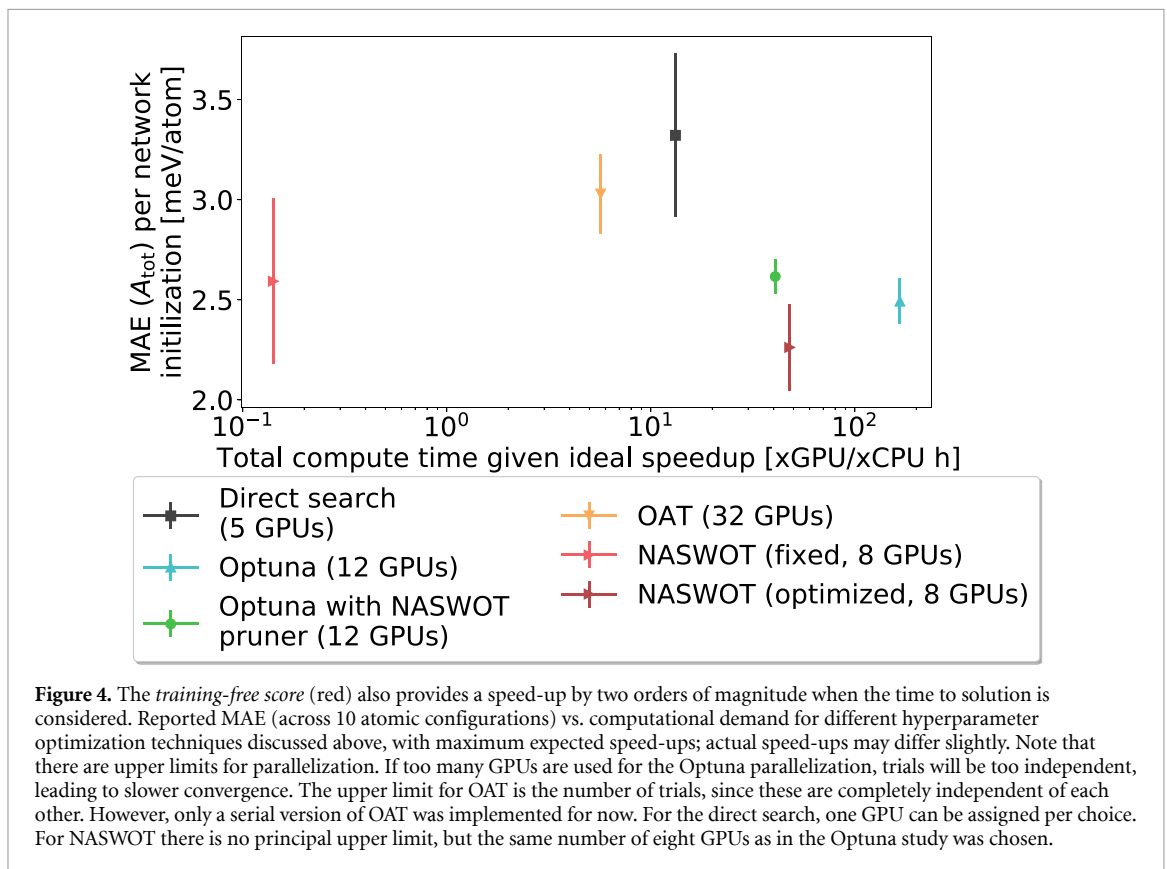 MAE (A_tot) per network
initilization [meV/atom]
3.5
3.0
2.5
2.0
10⁻¹
10⁰
10¹
10²
Total compute time given ideal speedup [xGPU/xCPU h]
Direct search
(5 GPUs)
Optuna (12 GPUs)
Optuna with NASWOT
pruner (12 GPUs)
OAT (32 GPUs)
NASWOT (fixed, 8 GPUs)
NASWOT (optimized, 8 GPUs)
Figure 4. The training-free score (red) also provides a speed-up by two orders of magnitude when the time to solution is
considered. Reported MAE (across 10 atomic configurations) vs. computational demand for different hyperparameter
optimization techniques discussed above, with maximum expected speed-ups; actual speed-ups may differ slightly. Note that
there are upper limits for parallelization. If too many GPUs are used for the Optuna parallelization, trials will be too independent,
leading to slower convergence. The upper limit for OAT is the number of trials, since these are completely independent of each
other. However, only a serial version of OAT was implemented for now. For the direct search, one GPU can be assigned per choice.
For NASWOT there is no principal upper limit, but the same number of eight GPUs as in the Optuna study was chosen.